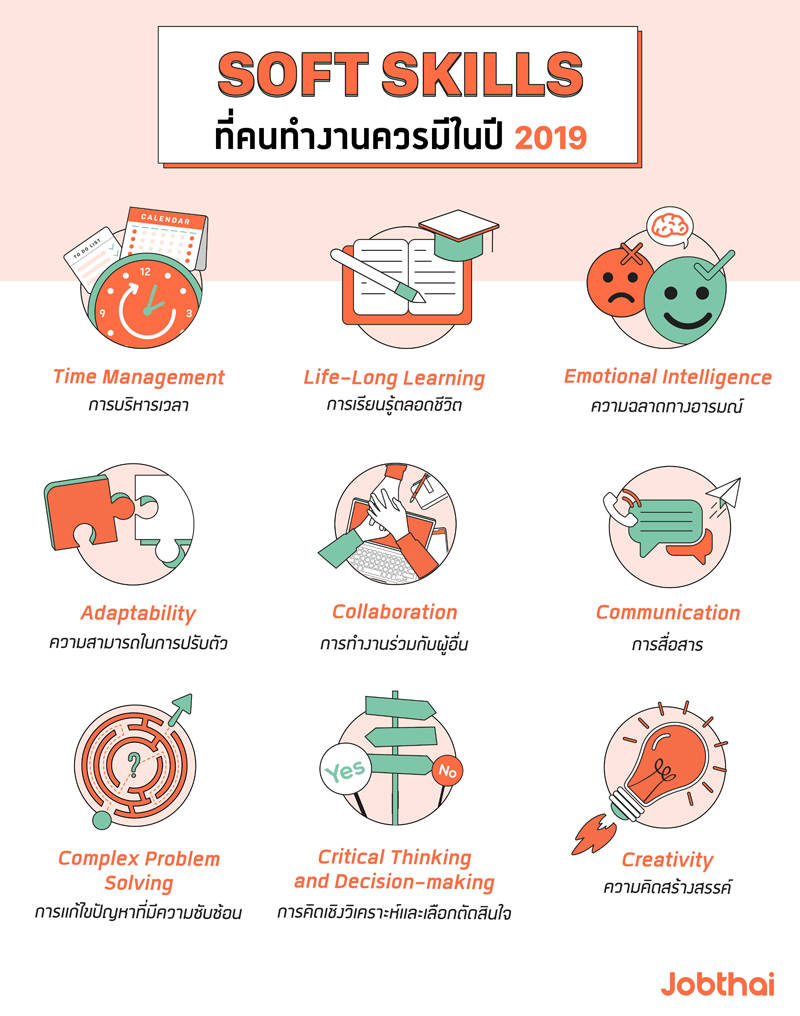 SOFT SKILLS
ที่คนทำงานควรมีในปี 2019
TO DO LIST
CALENDAR
12
9
3
Time Management
การบริหารเวลา
Life-Long Learning
การเรียนรู้ตลอดชีวิต
Emotional Intelligence
ความฉลาดทางอารมณ์
Adaptability
ความสามารถในการปรับตัว
Collaboration
การทำงานร่วมกับผู้อื่น
Communication
การสื่อสาร
?
Complex Problem
Solving
การแก้ไขปัญหาที่มีความซับซ้อน
Yes
No
Critical Thinking
and Decision-making
การคิดเชิงวิเคราะห์และเลือกตัดสินใจ
Creativity
ความคิดสร้างสรรค์
Jobthai